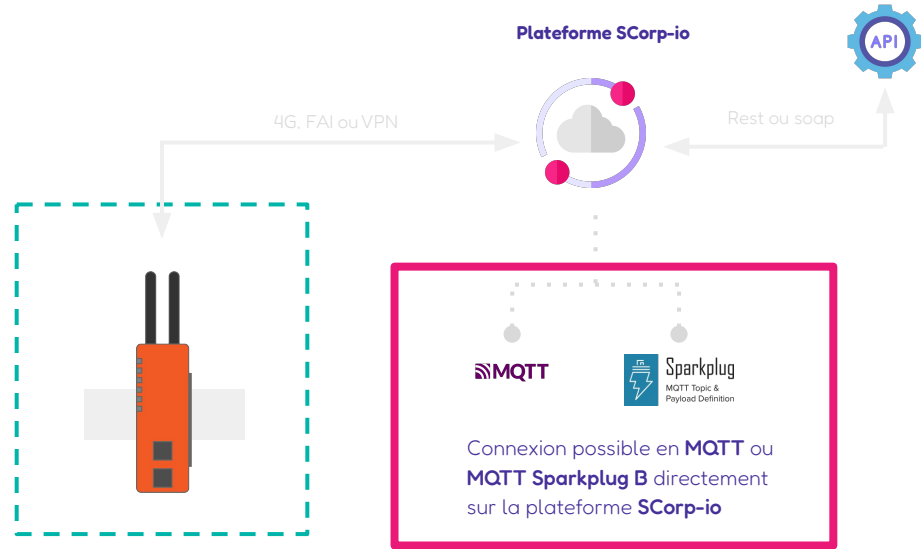 Plateforme SCorp-io
API
4G, FAI ou VPN
Rest ou soap
MQTT
Sparkplug
MQTT Topic &
Payload Definition
Connexion possible en MQTT ou
MQTT Sparkplug B directement
sur la plateforme SCorp-io